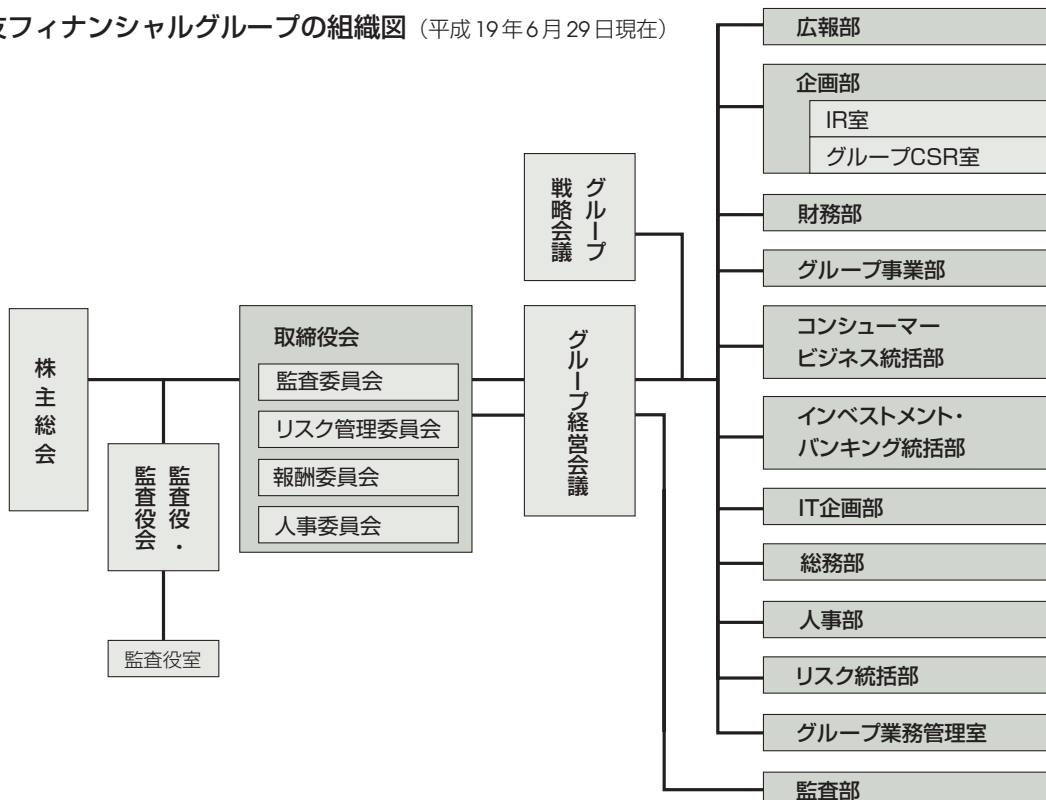 友フィナンシャルグループの組織図（平成19年6月29日現在）
株主総会
監査役・
監査役会
監査役室
取締役会
監査委員会
リスク管理委員会
報酬委員会
人事委員会
グループ
戦略会議
グループ経営会議
広報部
企画部
IR室
グループCSR室
財務部
グループ事業部
コンシューマー
ビジネス統括部
インベストメント・
バンキング統括部
IT企画部
総務部
人事部
リスク統括部
グループ業務管理室
監査部